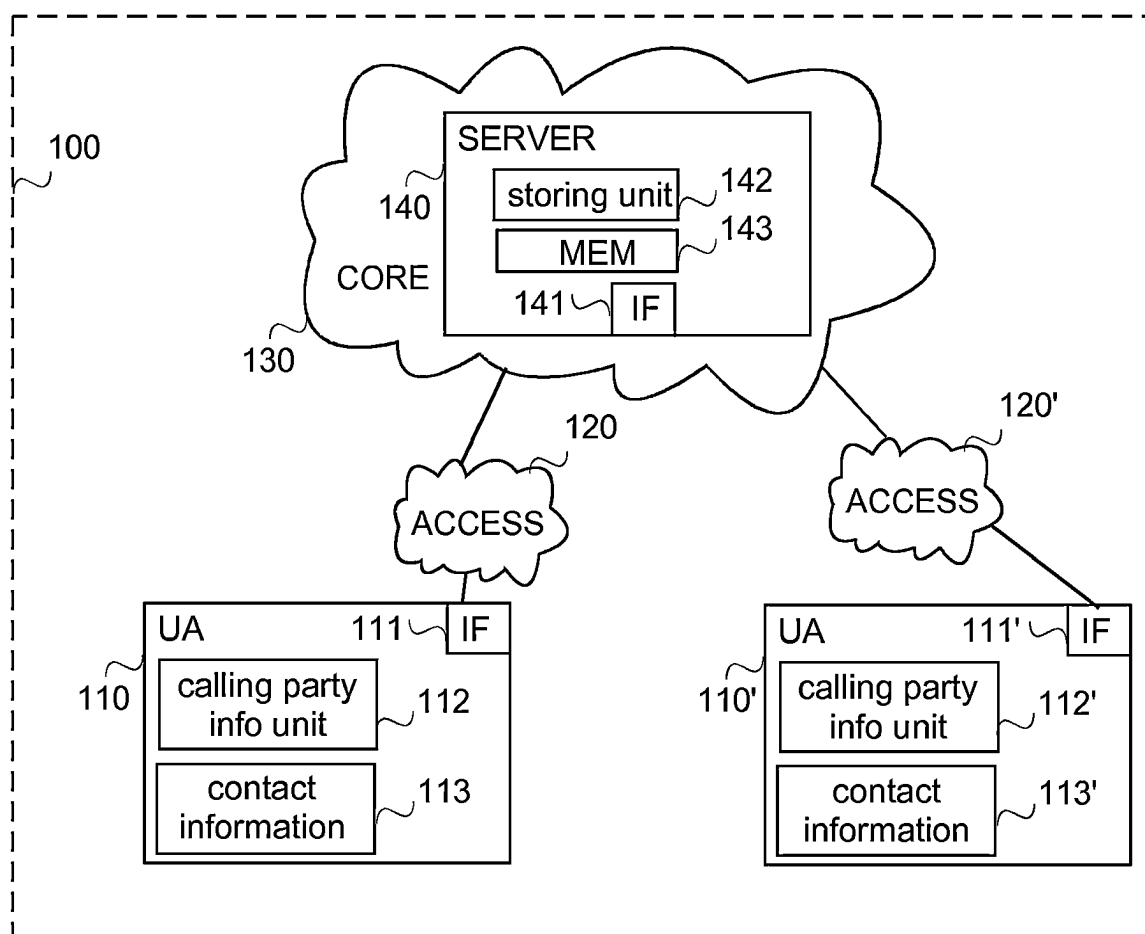 100
SERVER
storing unit
142
140
MEM
143
CORE
141
IF
130
120
120'
ACCESS
ACCESS
UA
111
IF
UA
111'
IF
110
calling party
info unit
112
110'
calling party
info unit
112'
contact
information
113
contact
information
113'